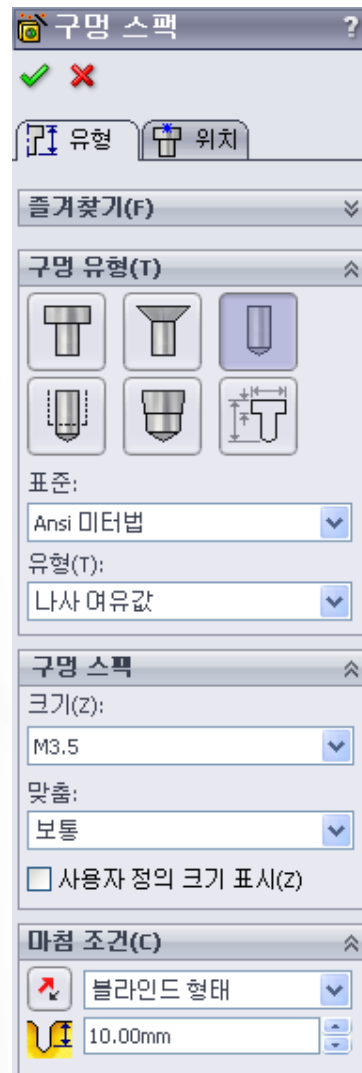 구멍 스펙 ?
유형 위치
즐겨찾기(F)
구멍 유형(T)
표준:
Ansi 미터법
유형(T):
나사 여유값
구멍 스펙
크기(Z):
M3.5
맞춤:
보통
사용자 정의 크기 표시(Z)
마침 조건(C)
블라인드 형태
10.00mm